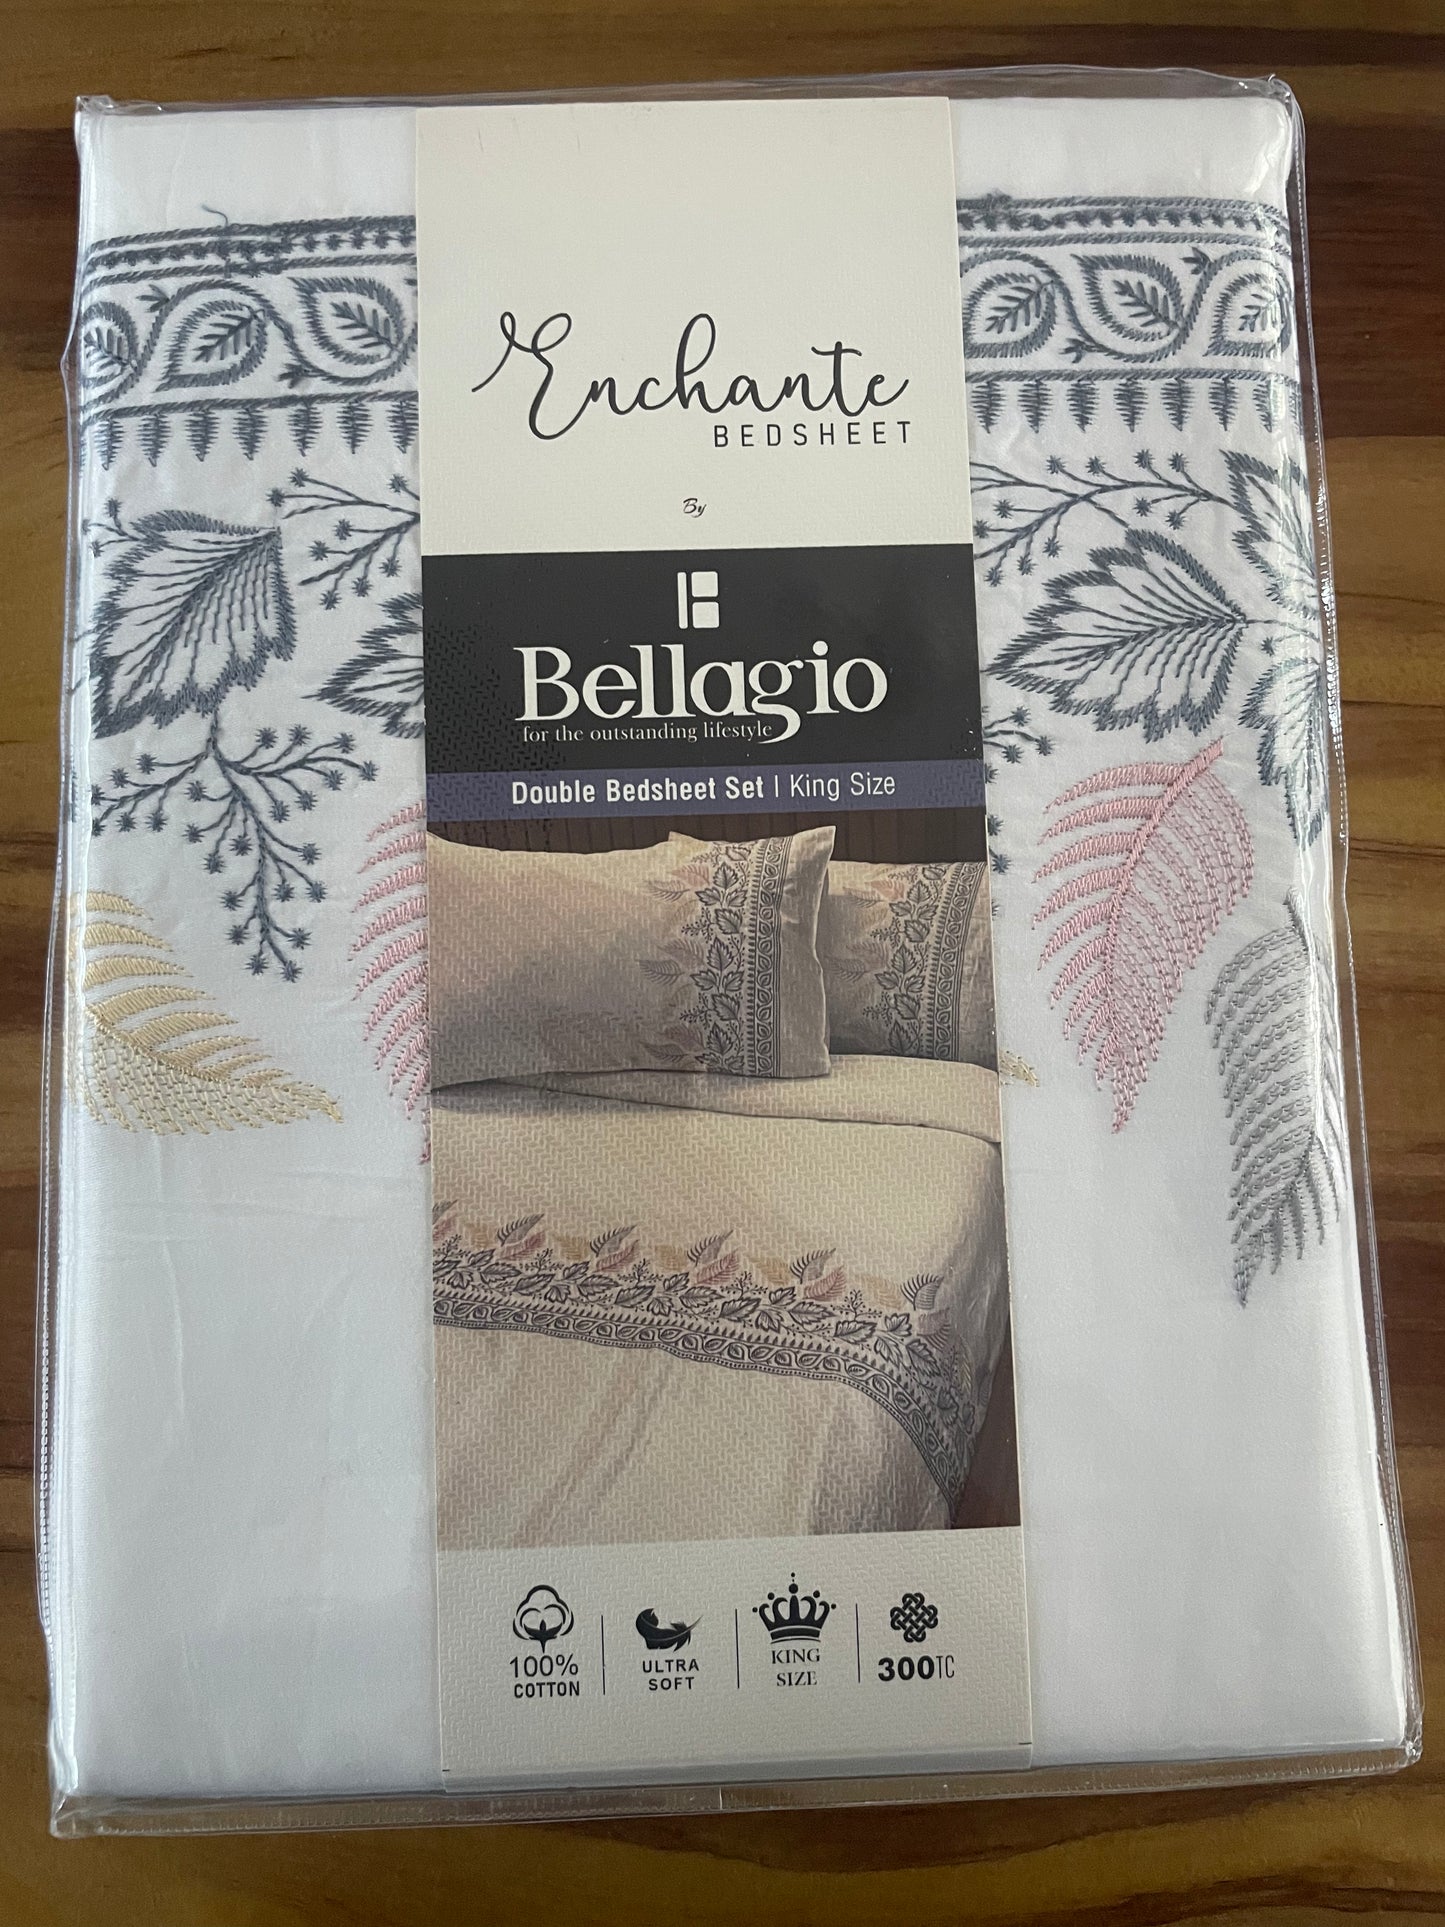 Enchante
BEDSHEET
By
Bellagio
for the outstanding lifestyle
Double Bedsheet Set | King Size
100%
COTTON
ULTRA
SOFT
KING
SIZE
300TC